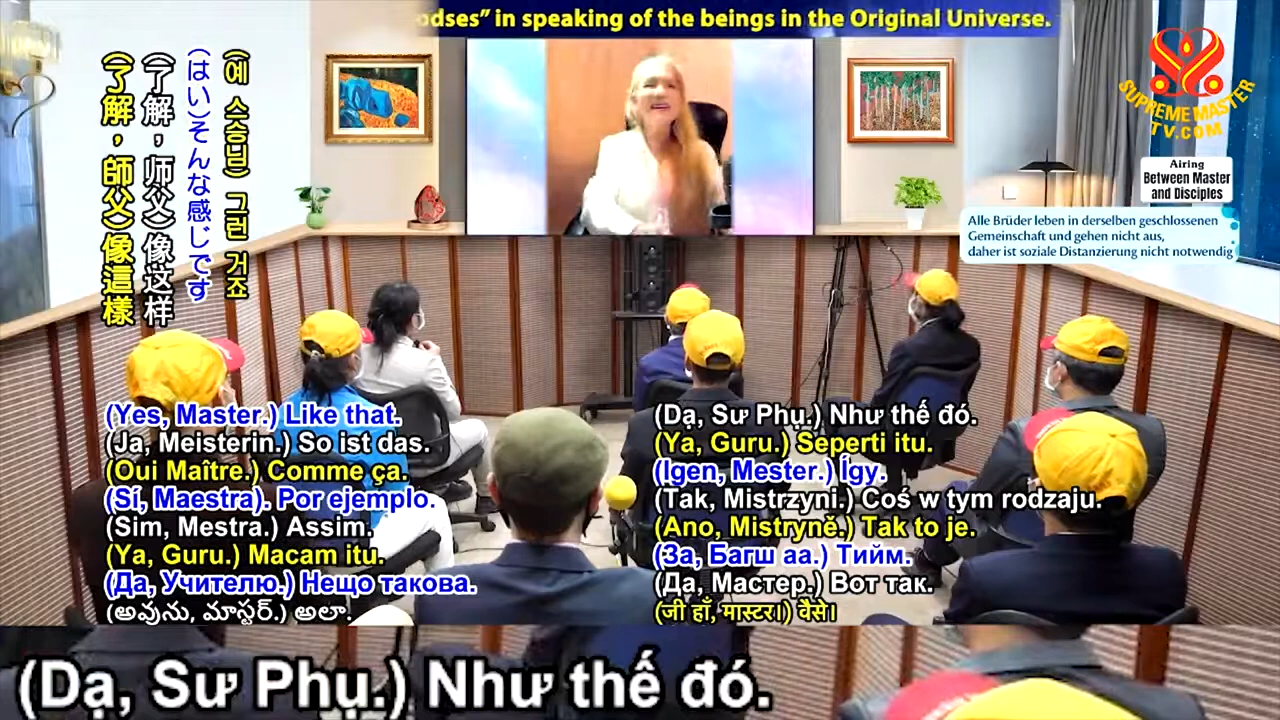 odses” in speaking of the beings in the Original Universe.
SUPREME MASTER
TV.COM
Airing
Between Master
and Disciples
Alle Brüder leben in derselben geschlossenen
Gemeinschaft und gehen nicht aus,
daher ist soziale Distanzierung nicht notwendig
(예 스승님) 그런 거죠
(はい)そんな感じです
(了解，师父)像这样
(了解，師父)像這樣
(Yes, Master.) Like that.
(Ja, Meisterin.) So ist das.
(Oui Maître.) Comme ça.
(Sí, Maestra). Por ejemplo.
(Sim, Mestra.) Assim.
(Ya, Guru.) Macam itu.
(Да, Учителю.) Нещо такова.
(అవును, మాస్టర్.) అలా.
(Dạ, Sư Phụ.) Như thế đó.
(Ya, Guru.) Seperti itu.
(Igen, Mester.) Így.
(Tak, Mistrzyni.) Coś w tym rodzaju.
(Ano, Mistryně.) Tak to je.
(За, Багш аа.) Тийм.
(Да, Мастер.) Вот так.
(जी हाँ, मास्टर।) वैसे।
(Dạ, Sư Phụ.) Như thế đó.